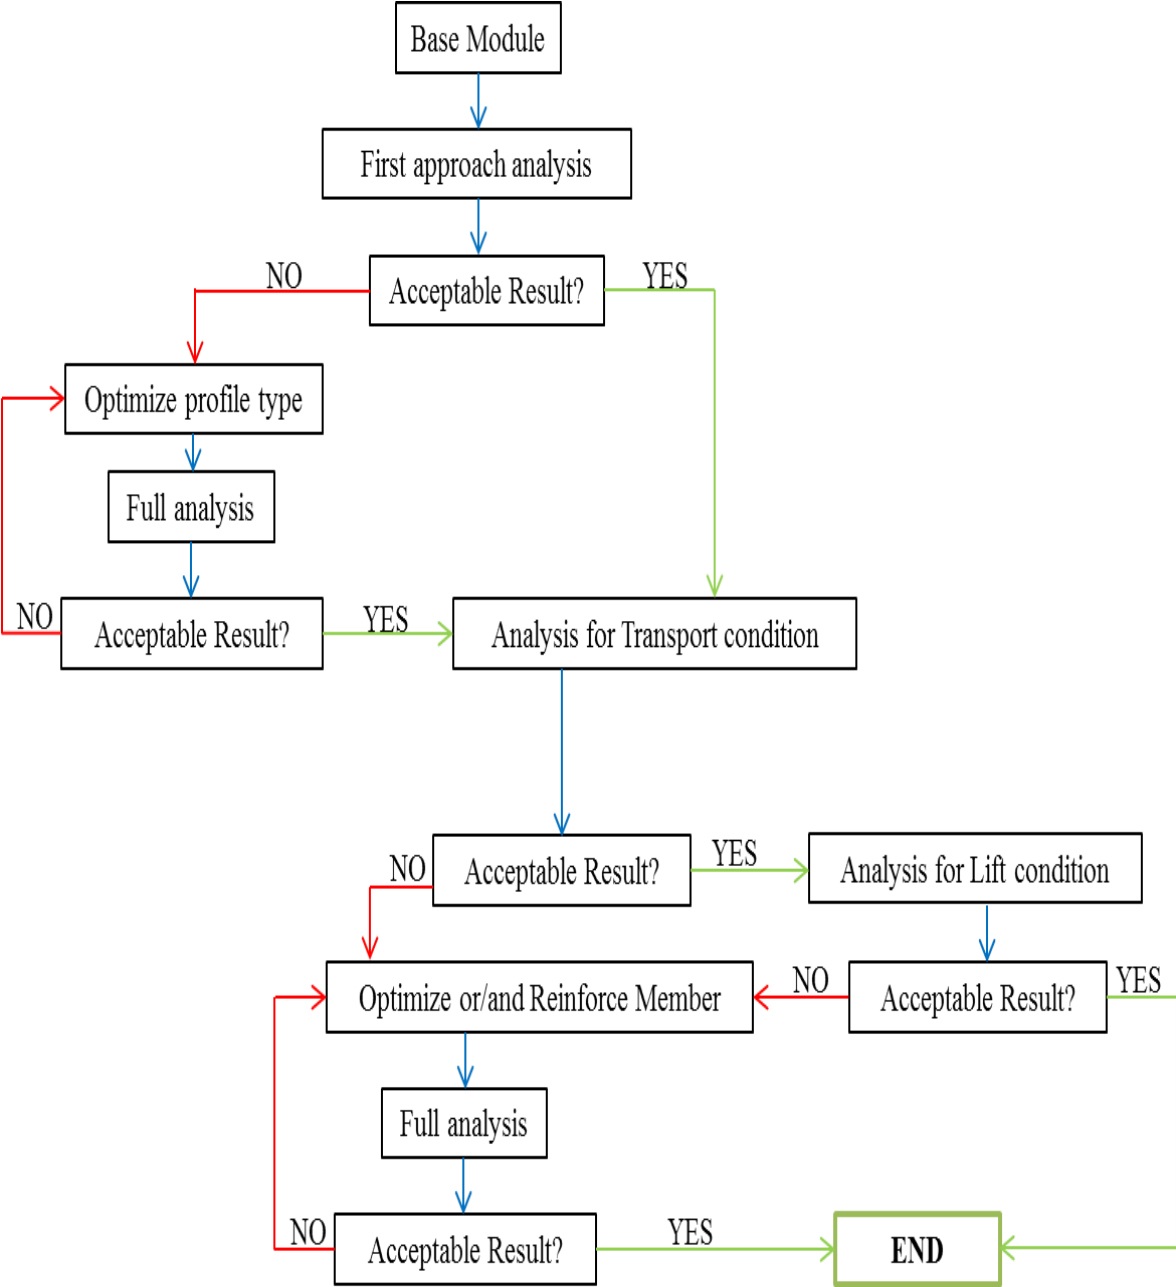 Base Module
First approach analysis
NO
YES
Acceptable Result?
Optimize profile type
Full analysis
NO
Acceptable Result?
YES
Analysis for Transport condition
NO
Acceptable Result?
YES
Analysis for Lift condition
Optimize or/and Reinforce Member
NO
Acceptable Result?
YES
Full analysis
NO
Acceptable Result?
YES
END